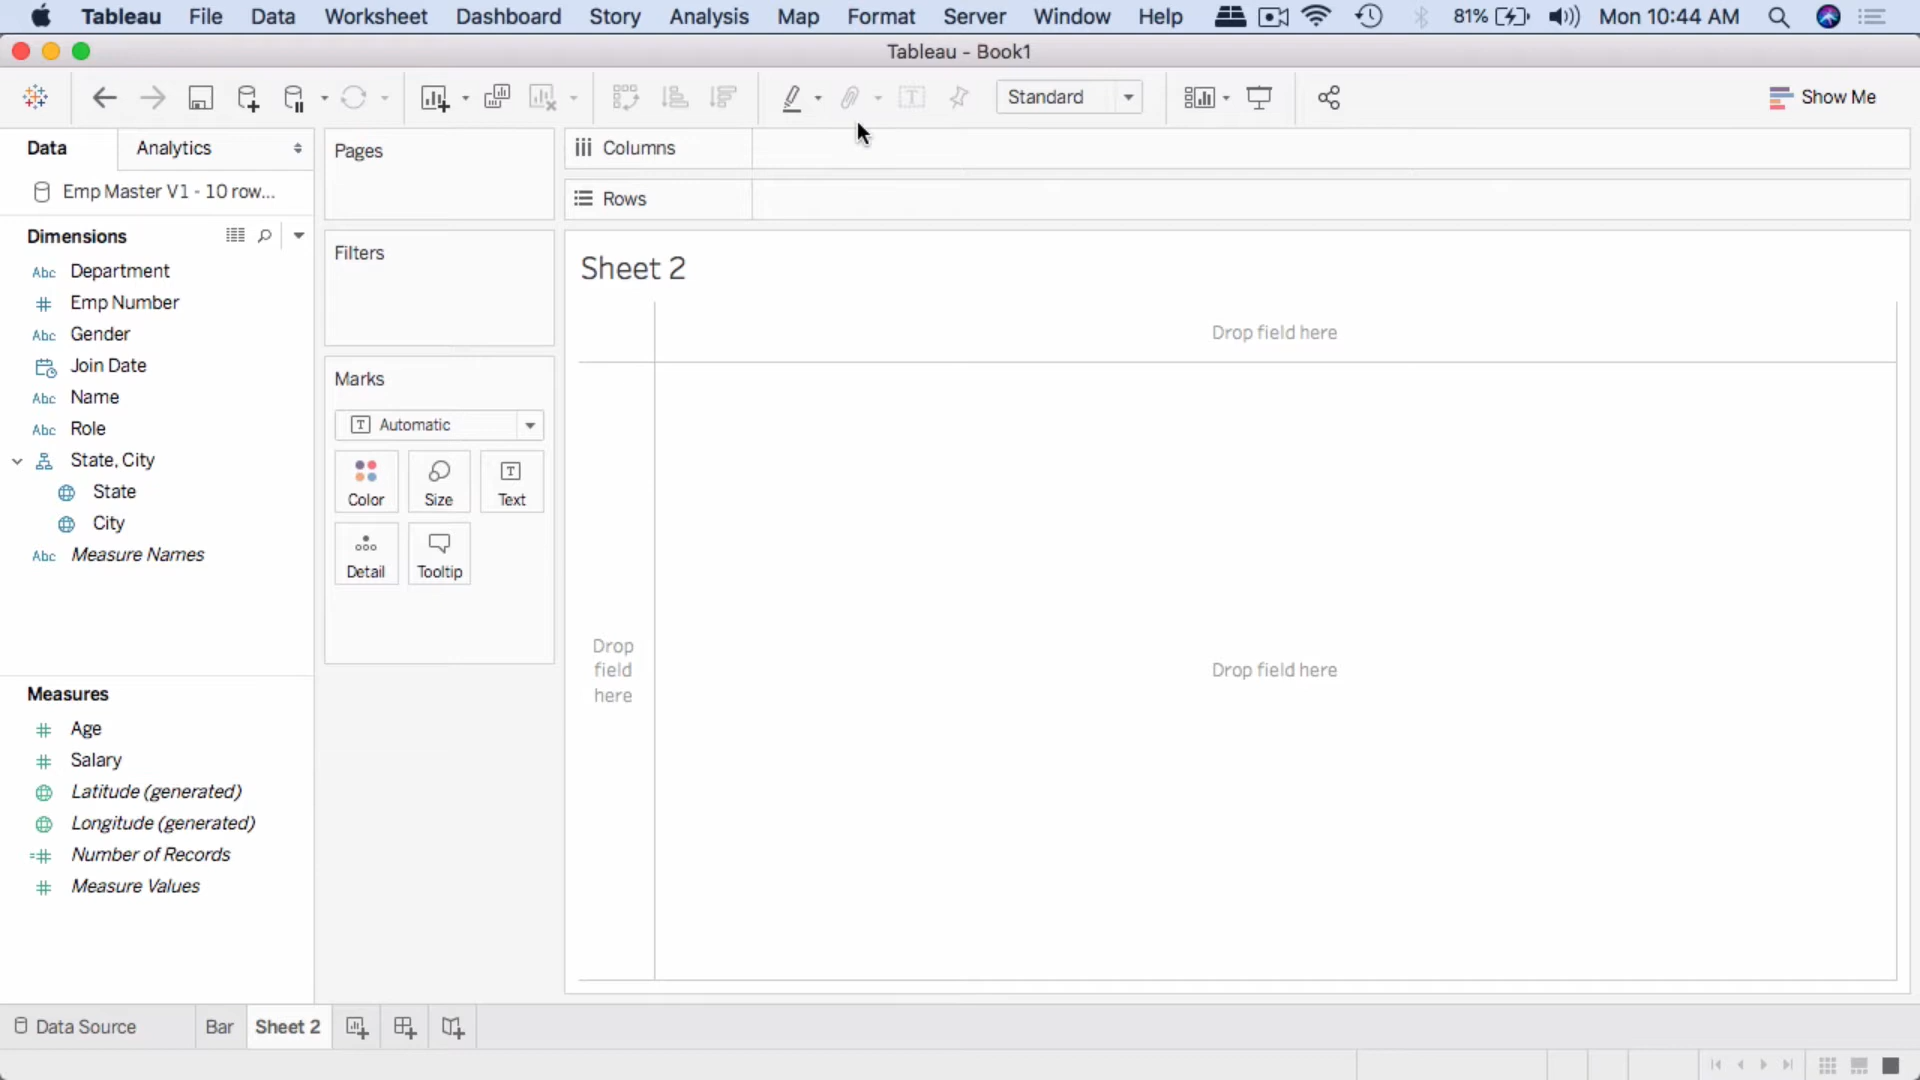 Tableau File Data Worksheet Dashboard Story Analysis Map Format Server Window Help 81% Mon 10:44 AM
Tableau - Book1
Standard
Show Me
Data
Analytics
Emp Master V1 - 10 row...
Dimensions
Abc Department
# Emp Number
Abc Gender
Join Date
Abc Name
Abc Role
State, City
State
City
Abc Measure Names
Measures
# Age
# Salary
Latitude (generated)
Longitude (generated)
=# Number of Records
# Measure Values
Pages
Filters
Marks
T Automatic
Color
Size
T
Text
Detail
Tooltip
Columns
Rows
Sheet 2
Drop field here
Drop
field
here
Drop field here
Data Source
Bar
Sheet 2